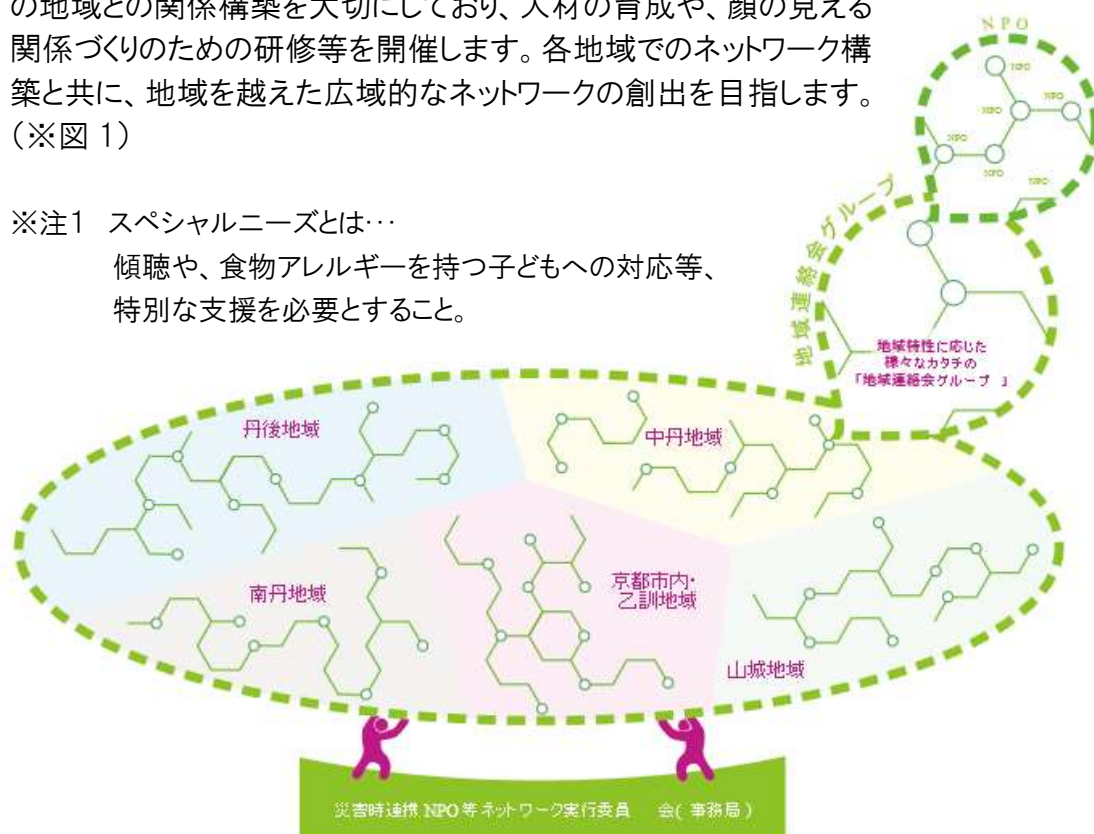 の地域との関係構築を大切にしており、人材の育成や、顔の見える
関係づくりのための研修等を開催します。各地域でのネットワーク構
築と共に、地域を越えた広域的なネットワークの創出を目指します。
（※図 1）
※注1 スペシャルニーズとは…
傾聴や、食物アレルギーを持つ子どもへの対応等、
特別な支援を必要とすること。
NPO
NPO
NPO
NPO
NPO
NPO
NPO
NPO
NPO
地域連絡会グループ
地域特性に応じた
様々なカタチの
「地域連絡会グループ 」
丹後地域
中丹地域
南丹地域
京都市内・
乙訓地域
山城地域
災害時連携 NPO 等ネットワーク実行委員 会( 事務局 )